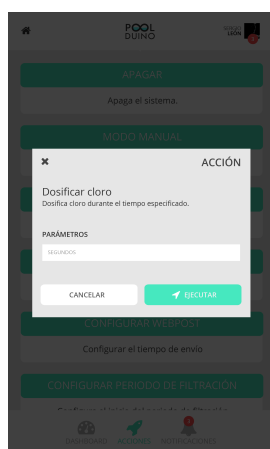 POOL
DUINO
LEÓN
APAGAR
Apaga el sistema.
MODO MANUAL
ACCIÓN
Dosificar cloro
Dosifica cloro durante el tiempo especificado.
PARÁMETROS
SEGUNDOS
CANCELAR
EJECUTAR
CONFIGURAR WEBPOST
Configurar el tiempo de envío
CONFIGURAR PERIODO DE FILTRACIÓN
DASHBOARD
ACCIONES
NOTIFICACIONES